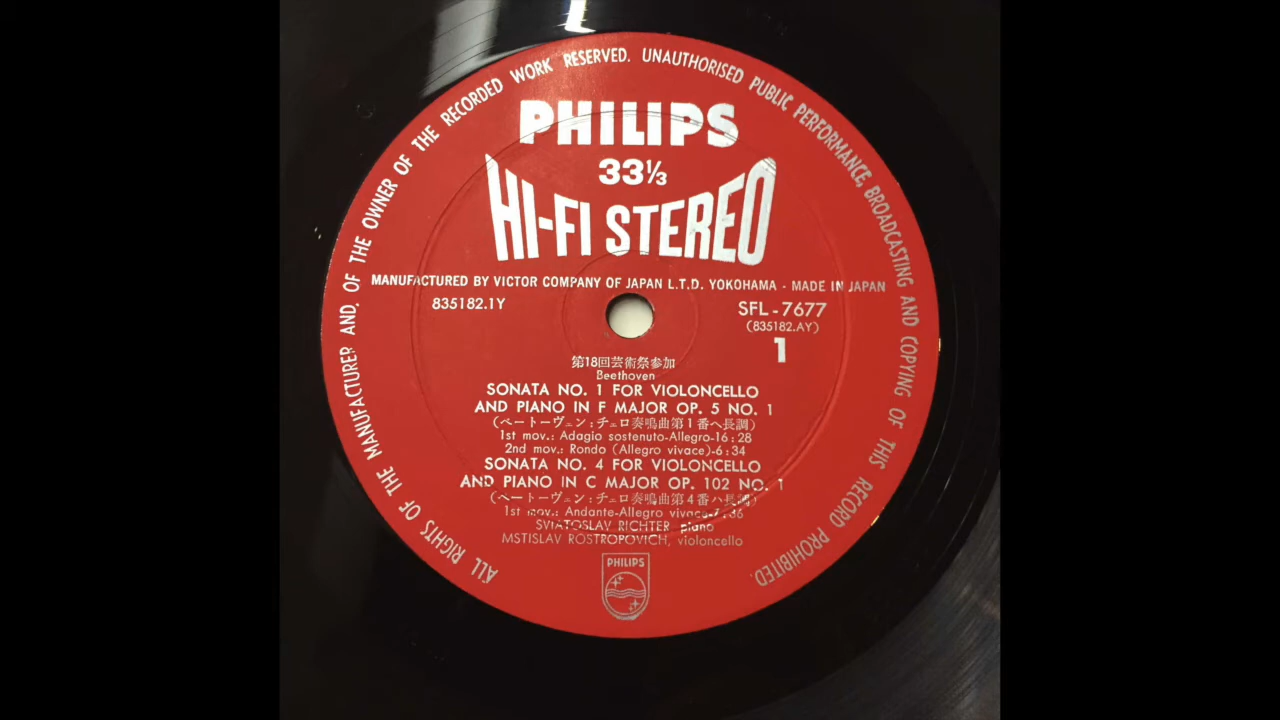 ALL RIGHTS OF THE MANUFACTURER AND, OF THE OWNER OF THE RECORDED WORK RESERVED. UNAUTHORISED PUBLIC PERFORMANCE, BROADCASTING AND COPYING OF THIS RECORD PROHIBITED.
PHILIPS
33⅓
HI-FI STEREO
MANUFACTURED BY VICTOR COMPANY OF JAPAN L.T.D. YOKOHAMA - MADE IN JAPAN
835182.1Y
SFL-7677
(835182.AY)
1
第18回芸術祭参加
Beethoven
SONATA NO. 1 FOR VIOLONCELLO
AND PIANO IN F MAJOR OP. 5 NO. 1
(ベートーヴェン:チェロ奏鳴曲第1番ヘ長調)
1st mov.: Adagio sostenuto-Allegro-16:28
2nd mov.: Rondo (Allegro vivace)-6:34
SONATA NO. 4 FOR VIOLONCELLO
AND PIANO IN C MAJOR OP. 102 NO. 1
(ベートーヴェン:チェロ奏鳴曲第4番ハ長調)
1st mov.: Andante-Allegro vivace-7:36
SVIATOSLAV RICHTER piano
MSTISLAV ROSTROPOVICH, violoncello
PHILIPS